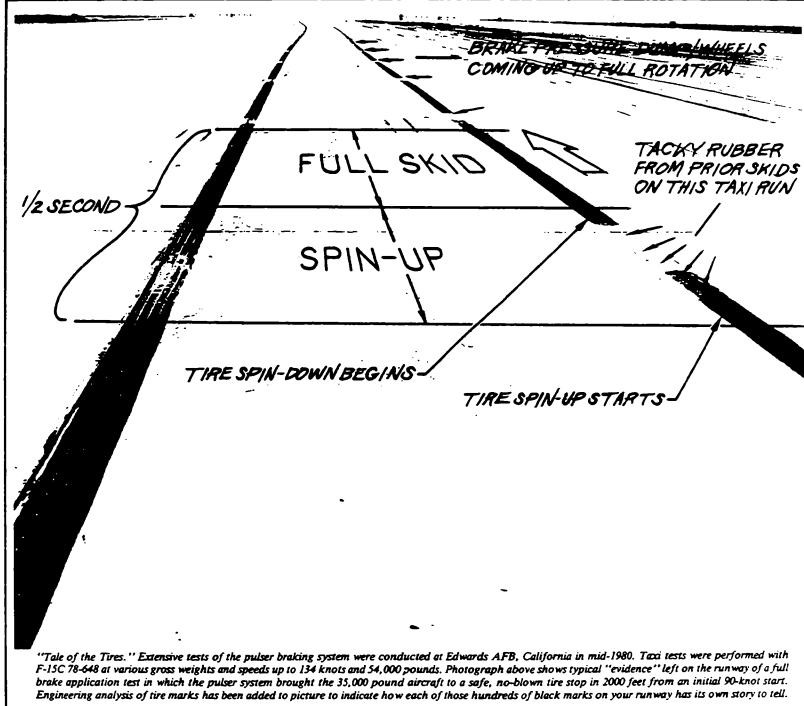 BRAKE PRESSURE DUMP/WHEELS
COMING UP TO FULL ROTATION
TACKY RUBBER
FROM PRIOR SKIDS
ON THIS TAXI RUN
FULL SKID
1/2 SECOND
SPIN-UP
TIRE SPIN-DOWN BEGINS
TIRE SPIN-UP STARTS
"Tale of the Tires." Extensive tests of the pulser braking system were conducted at Edwards AFB, California in mid-1980. Taxi tests were performed with
F-15C 78-648 at various gross weights and speeds up to 134 knots and 54,000 pounds. Photograph above shows typical "evidence" left on the runway of a full
brake application test in which the pulser system brought the 35,000 pound aircraft to a safe, no-blown tire stop in 2000 feet from an initial 90-knot start.
Engineering analysis of tire marks has been added to picture to indicate how each of those hundreds of black marks on your runway has its own story to tell.